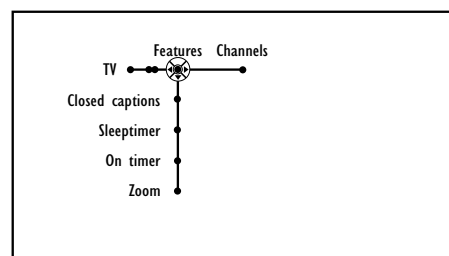 Features Channels
TV
Closed captions
Sleeptimer
On timer
Zoom